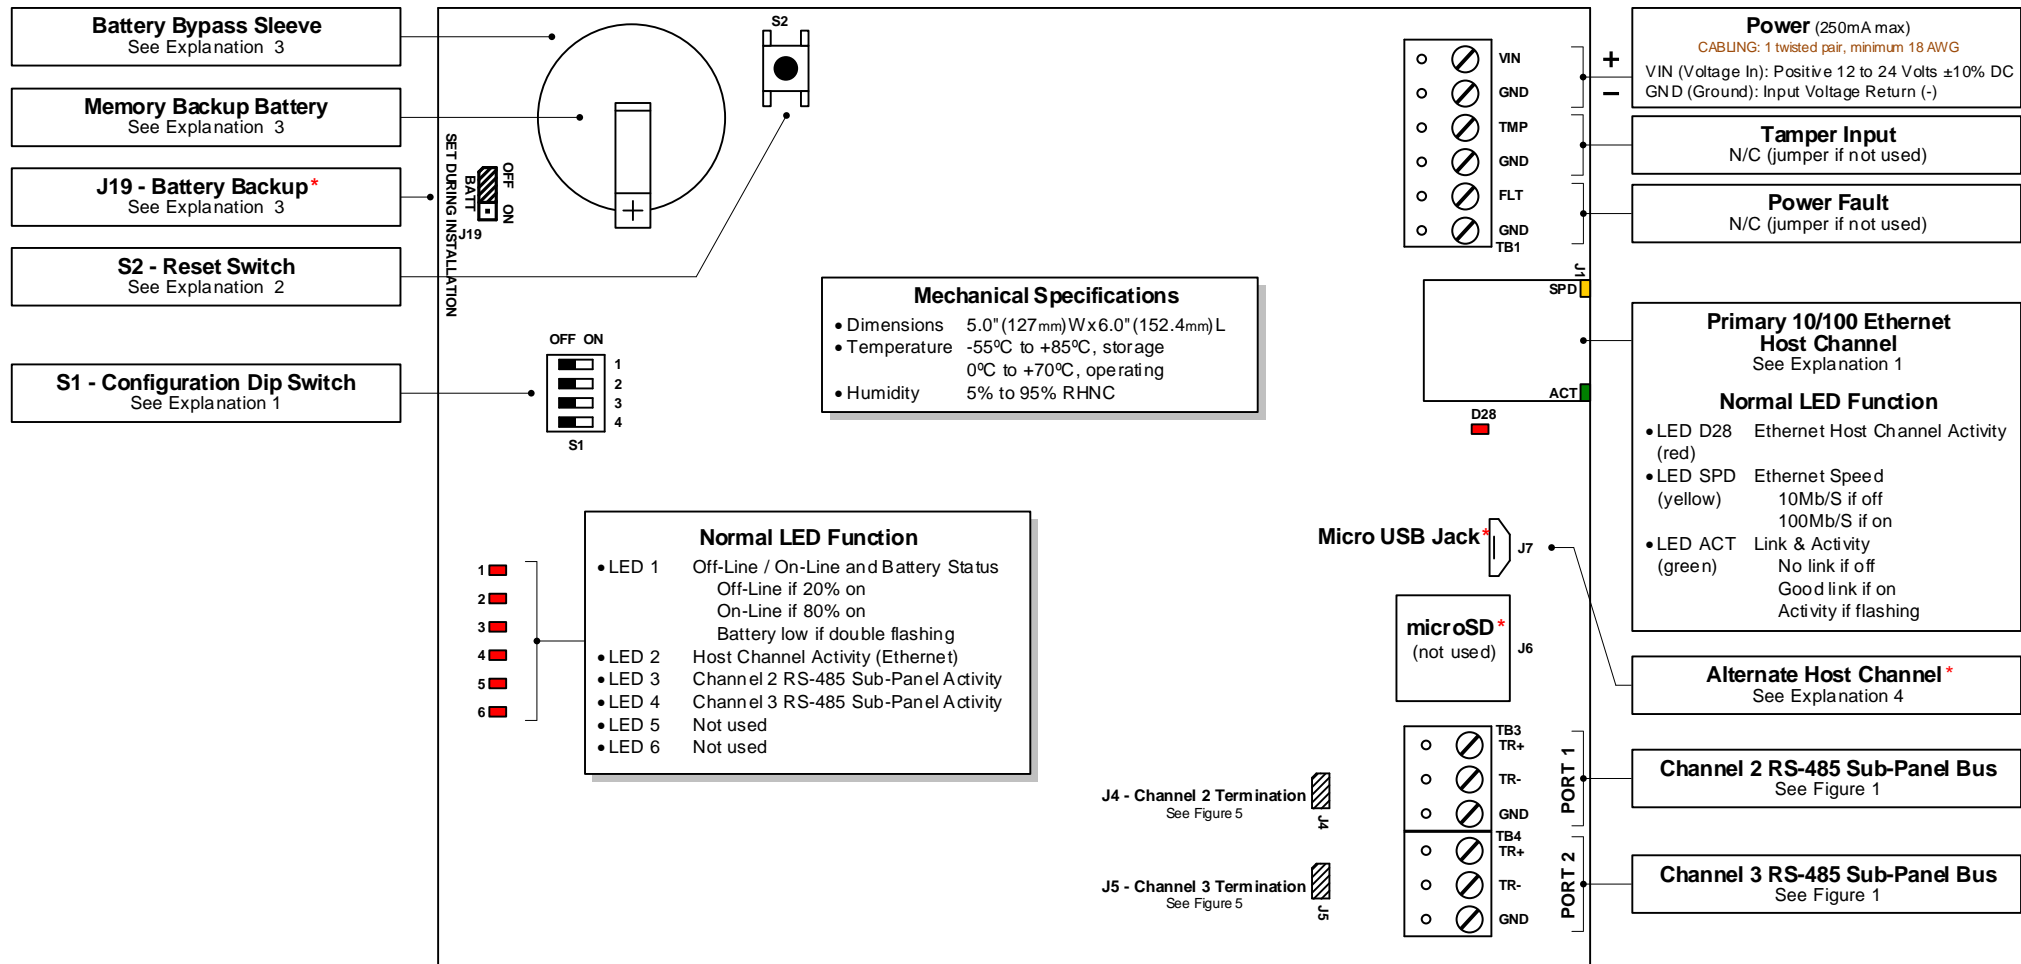 Battery Bypass Sleeve
See Explanation 3
Memory Backup Battery
See Explanation 3
J19 - Battery Backup*
See Explanation 3
S2 - Reset Switch
See Explanation 2
S1 - Configuration Dip Switch
See Explanation 1
SET DURING INSTALLATION
BATT
OFF ON
J19
S2
OFF ON
1
2
3
4
S1
Mechanical Specifications
• Dimensions 5.0"(127mm)W x 6.0"(152.4mm)L
• Temperature -55ºC to +85ºC, storage
0ºC to +70ºC, operating
• Humidity 5% to 95% RHNC
1
2
3
4
5
6
Normal LED Function
• LED 1 Off-Line / On-Line and Battery Status
Off-Line if 20% on
On-Line if 80% on
Battery low if double flashing
• LED 2 Host Channel Activity (Ethernet)
• LED 3 Channel 2 RS-485 Sub-Panel Activity
• LED 4 Channel 3 RS-485 Sub-Panel Activity
• LED 5 Not used
• LED 6 Not used
VIN
GND
TMP
GND
FLT
GND
TB1
+
−
Power (250mA max)
CABLING: 1 twisted pair, minimum 18 AWG
VIN (Voltage In): Positive 12 to 24 Volts ±10% DC
GND (Ground): Input Voltage Return (-)
Tamper Input
N/C (jumper if not used)
Power Fault
N/C (jumper if not used)
J1
SPD
ACT
D28
Primary 10/100 Ethernet
Host Channel
See Explanation 1
Normal LED Function
• LED D28 Ethernet Host Channel Activity
(red)
• LED SPD Ethernet Speed
(yellow) 10Mb/S if off
100Mb/S if on
• LED ACT Link & Activity
(green) No link if off
Good link if on
Activity if flashing
Micro USB Jack*
J7
microSD*
(not used)
J6
Alternate Host Channel*
See Explanation 4
TB3
TR+
TR-
GND
PORT 1
Channel 2 RS-485 Sub-Panel Bus
See Figure 1
J4 - Channel 2 Termination
See Figure 5
J4
TB4
TR+
TR-
GND
PORT 2
Channel 3 RS-485 Sub-Panel Bus
See Figure 1
J5 - Channel 3 Termination
See Figure 5
J5